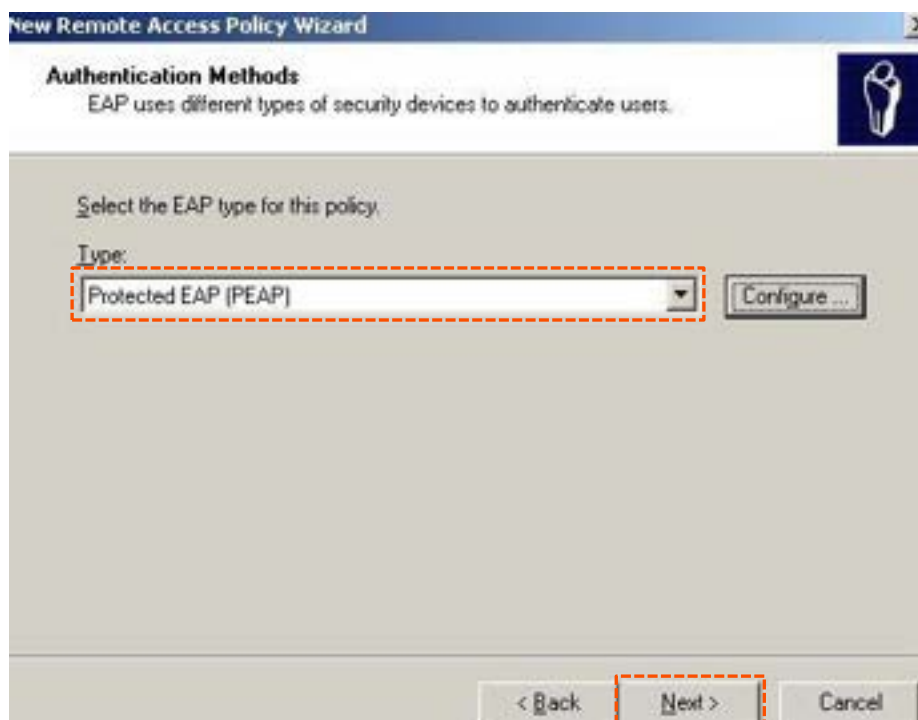 New Remote Access Policy Wizard
Authentication Methods
EAP uses different types of security devices to authenticate users.
Select the EAP type for this policy.
Type:
Protected EAP (PEAP)
Configure ...
< Back
Next >
Cancel